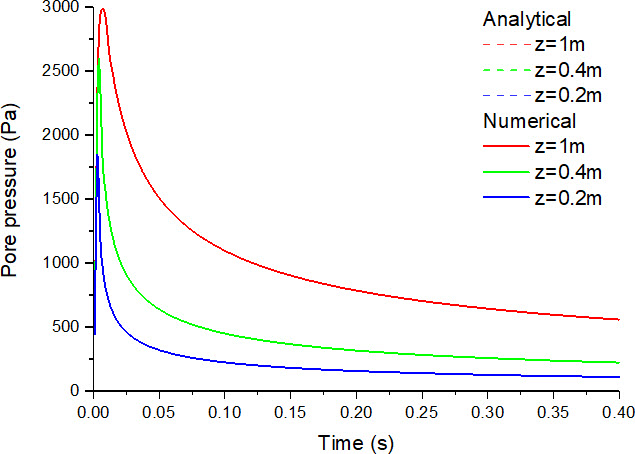 3000
2500
2000
1500
1000
500
0
Pore pressure (Pa)
0.00 0.05 0.10 0.15 0.20 0.25 0.30 0.35 0.40
Time (s)
Analytical
z=1m
z=0.4m
z=0.2m
Numerical
z=1m
z=0.4m
z=0.2m